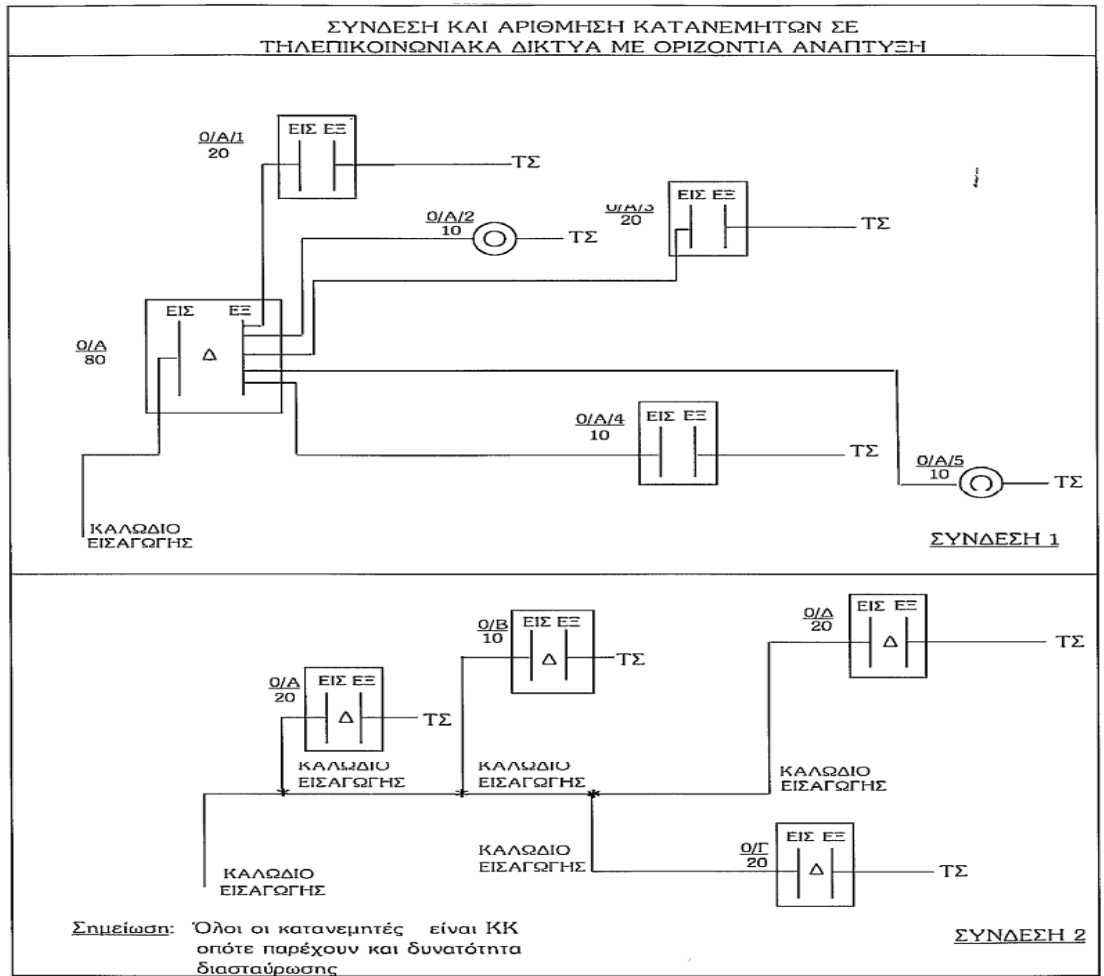 ΣΥΝΔΕΣΗ ΚΑΙ ΑΡΙΘΜΗΣΗ ΚΑΤΑΝΕΜΗΤΩΝ ΣΕ
ΤΗΛΕΠΙΚΟΙΝΩΝΙΑΚΑ ΔΙΚΤΥΑ ΜΕ ΟΡΙΖΟΝΤΙΑ ΑΝΑΠΤΥΞΗ
0/Α/1
20
ΕΙΣ ΕΞ
ΤΣ
0/Α/2
10
ΤΣ
0/Α/3
20
ΕΙΣ ΕΞ
ΤΣ
0/Α
80
ΕΙΣ ΕΞ
Δ
0/Α/4
10
ΕΙΣ ΕΞ
ΤΣ
0/Α/5
10
ΤΣ
ΚΑΛΩΔΙΟ
ΕΙΣΑΓΩΓΗΣ
ΣΥΝΔΕΣΗ 1
0/Α
20
ΕΙΣ ΕΞ
Δ
ΤΣ
0/Β
10
ΕΙΣ ΕΞ
Δ
ΤΣ
0/Δ
20
ΕΙΣ ΕΞ
Δ
ΤΣ
ΚΑΛΩΔΙΟ
ΕΙΣΑΓΩΓΗΣ
ΚΑΛΩΔΙΟ
ΕΙΣΑΓΩΓΗΣ
ΚΑΛΩΔΙΟ
ΕΙΣΑΓΩΓΗΣ
ΚΑΛΩΔΙΟ
ΕΙΣΑΓΩΓΗΣ
ΚΑΛΩΔΙΟ
ΕΙΣΑΓΩΓΗΣ
0/Γ
20
ΕΙΣ ΕΞ
Δ
ΤΣ
Σημείωση: Όλοι οι κατανεμητές είναι ΚΚ
οπότε παρέχουν και δυνατότητα
διασταύρωσης
ΣΥΝΔΕΣΗ 2